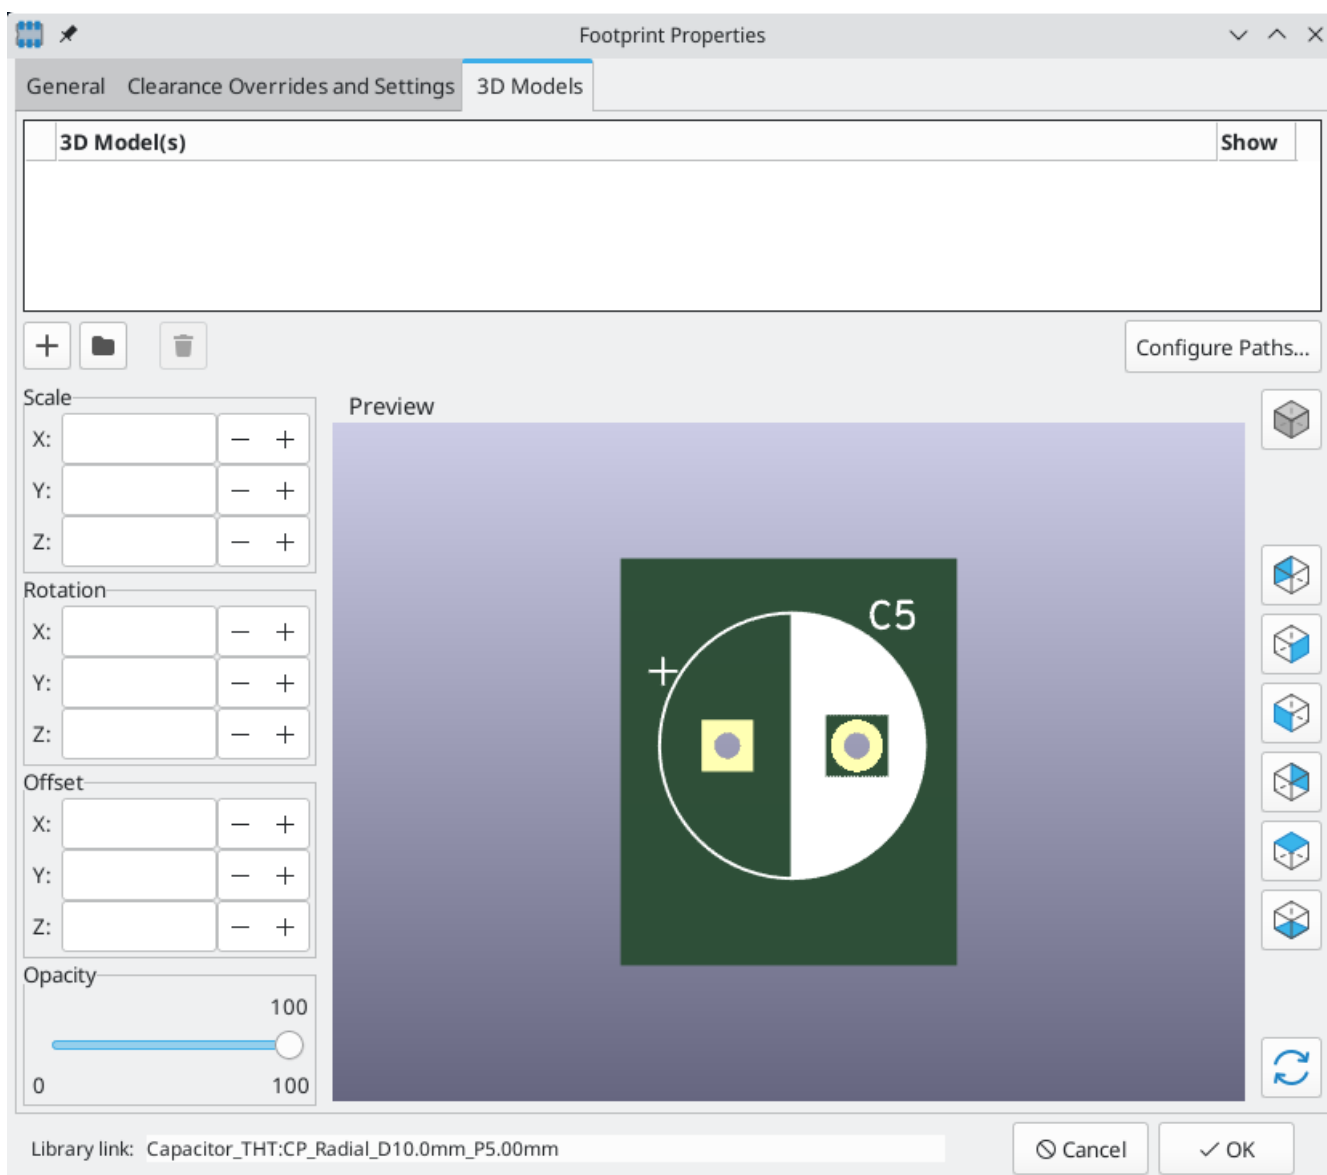 Footprint Properties
General Clearance Overrides and Settings 3D Models
3D Model(s) Show
Configure Paths...
Scale
X:
Y:
Z:
Rotation
X:
Y:
Z:
Offset
X:
Y:
Z:
Opacity
100
0 100
Preview
C5
+
Library link: Capacitor_THT:CP_Radial_D10.0mm_P5.00mm
Cancel OK